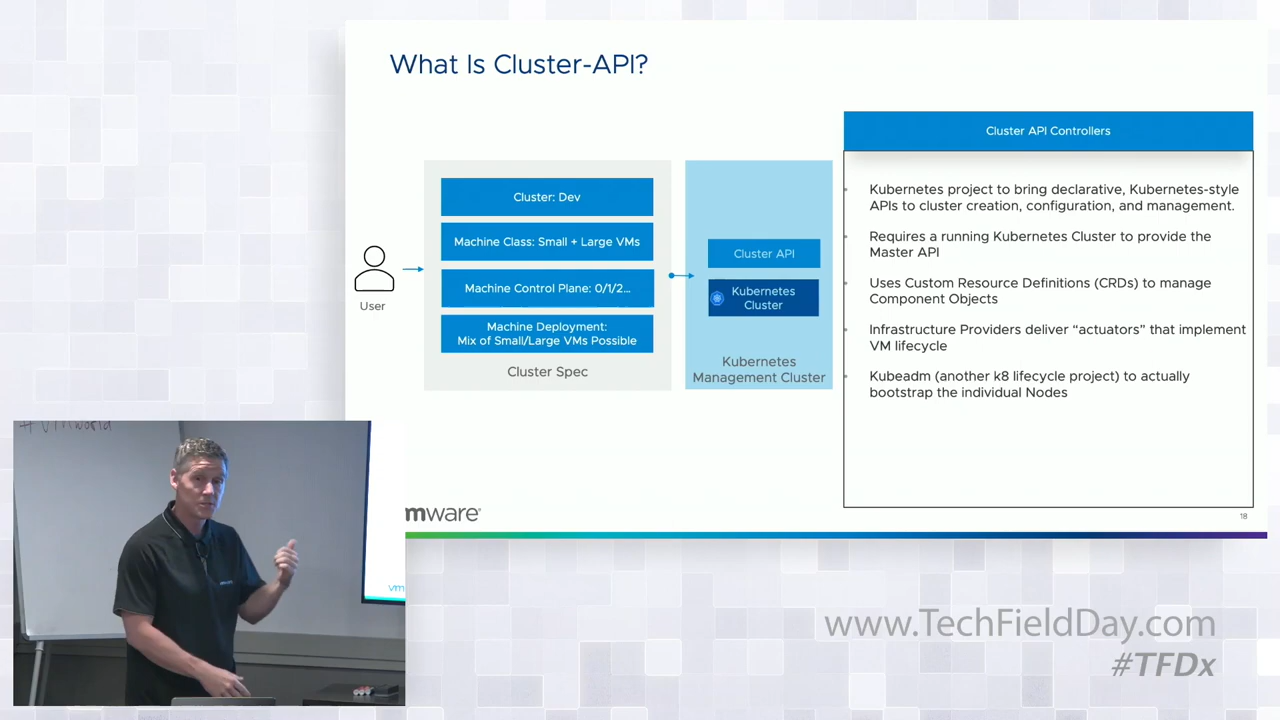 What Is Cluster-API?
Cluster API Controllers
Kubernetes project to bring declarative, Kubernetes-style
APIs to cluster creation, configuration, and management.
Requires a running Kubernetes Cluster to provide the
Master API
Uses Custom Resource Definitions (CRDs) to manage
Component Objects
Infrastructure Providers deliver “actuators” that implement
VM lifecycle
Kubeadm (another k8 lifecycle project) to actually
bootstrap the individual Nodes
User
Cluster: Dev
Machine Class: Small + Large VMs
Machine Control Plane: 0/1/2...
Machine Deployment:
Mix of Small/Large VMs Possible
Cluster Spec
Cluster API
Kubernetes
Cluster
Kubernetes
Management Cluster
mware®
18
#VMworld
vm
www.TechFieldDay.com
#TFDx